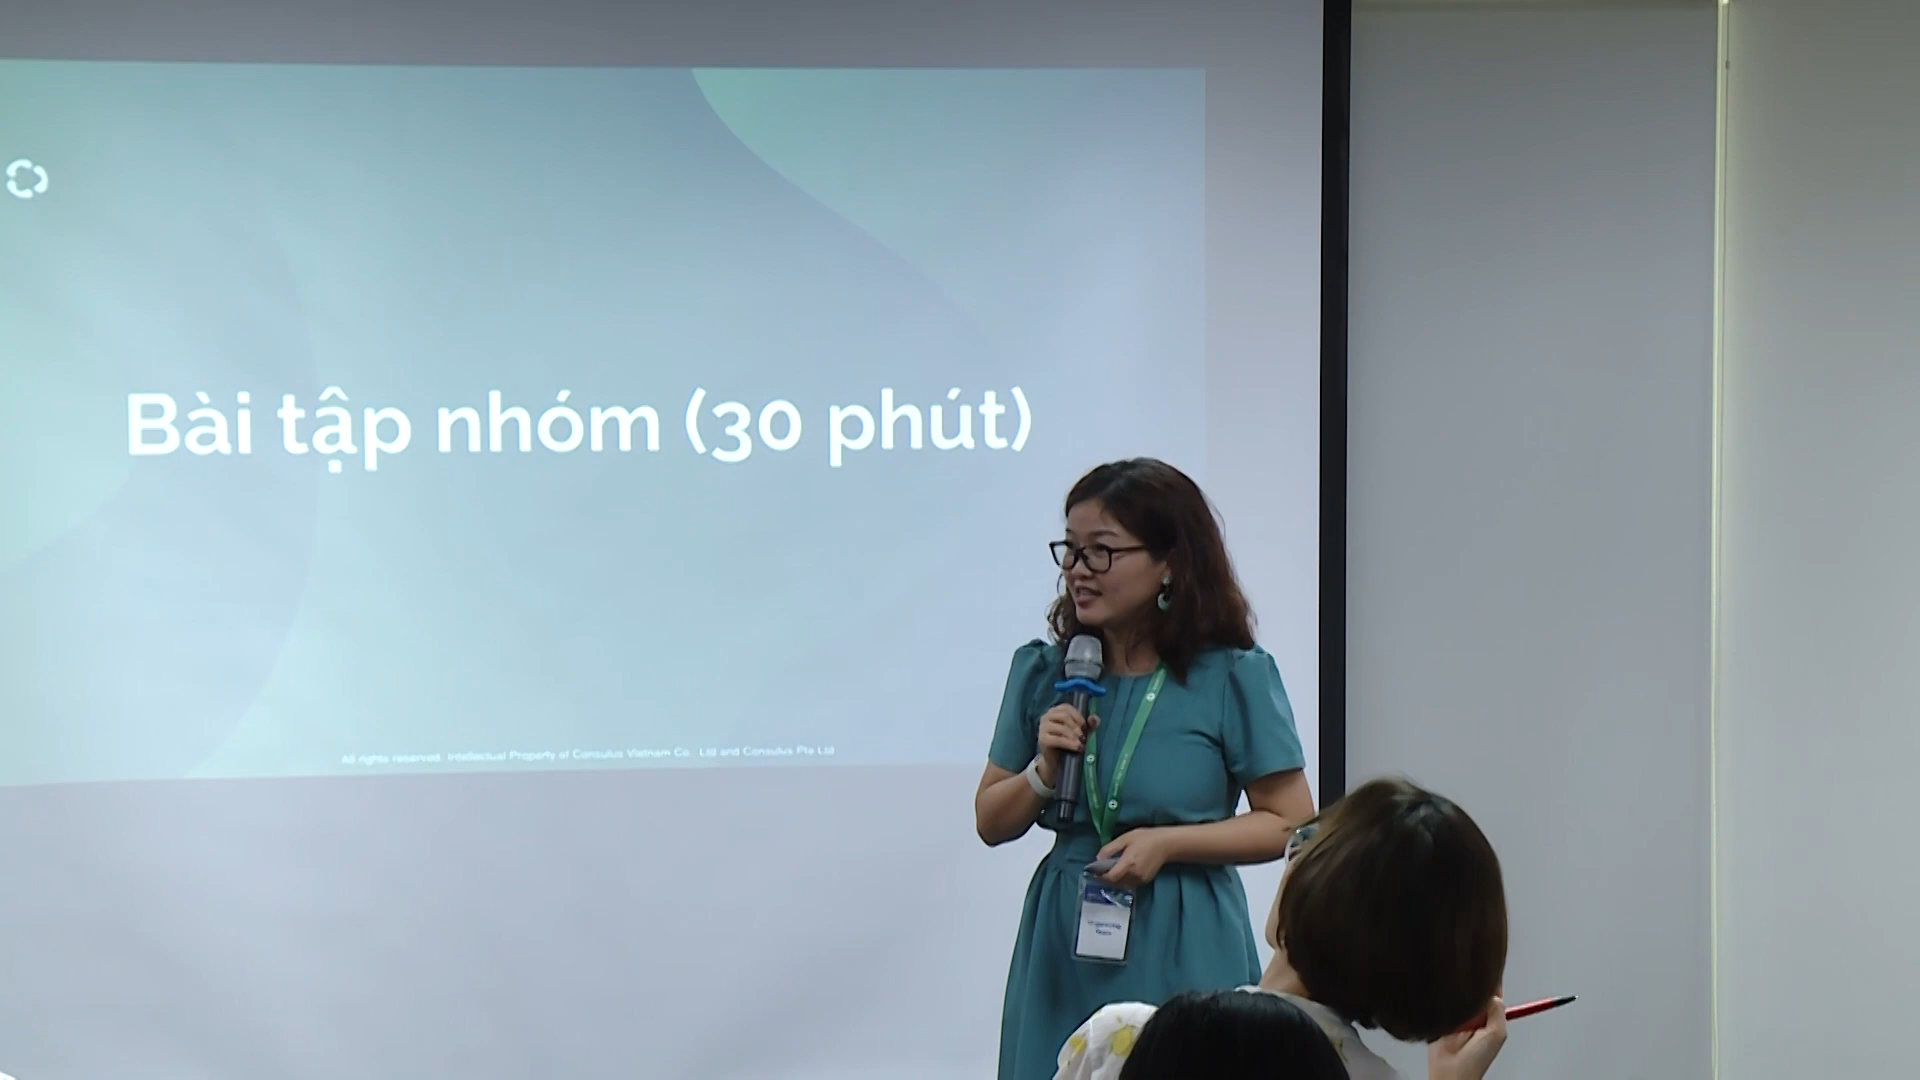 Bài tập nhóm (30 phút)
All rights reserved. Intellectual Property of Consulus Vietnam Co., Ltd and Consulus Pte Ltd